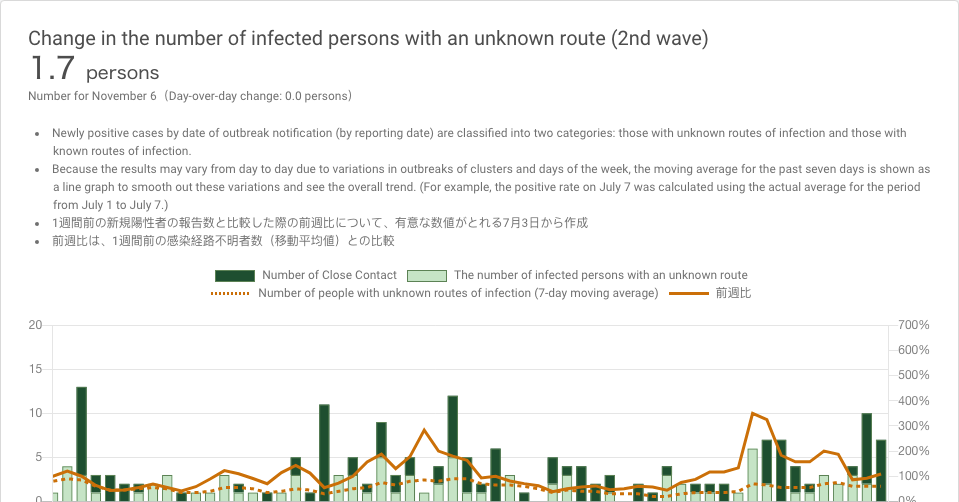 Change in the number of infected persons with an unknown route (2nd wave)
1.7 persons
Number for November 6（Day-over-day change: 0.0 persons）
Newly positive cases by date of outbreak notification (by reporting date) are classified into two categories: those with unknown routes of infection and those with
known routes of infection.
Because the results may vary from day to day due to variations in outbreaks of clusters and days of the week, the moving average for the past seven days is shown as
a line graph to smooth out these variations and see the overall trend. (For example, the positive rate on July 7 was calculated using the actual average for the period
from July 1 to July 7.)
1週間前の新規陽性者の報告数と比較した際の前週比について、有意な数値がとれる7月3日から作成
前週比は、1週間前の感染経路不明者数（移動平均値）との比較
Number of Close Contact The number of infected persons with an unknown route
Number of people with unknown routes of infection (7-day moving average) 前週比
20 700%
600%
15
500%
10 400%
300%
5 200%
100%
0 0%